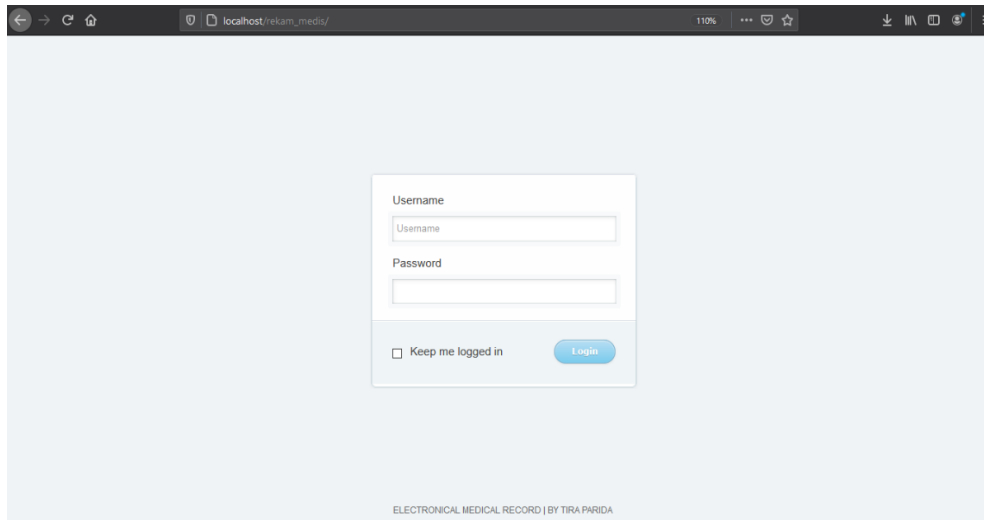 localhost/rekam_medis/
110%
Username
Username
Password
Keep me logged in
Login
ELECTRONICAL MEDICAL RECORD | BY TIRA PARIDA